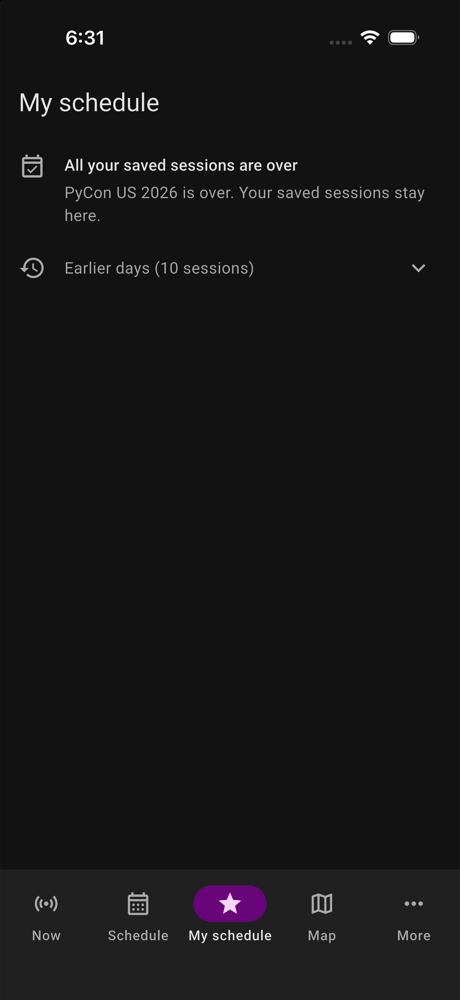 6:31
My schedule
All your saved sessions are over
PyCon US 2026 is over. Your saved sessions stay
here.
Earlier days (10 sessions)
Now
Schedule
My schedule
Map
More